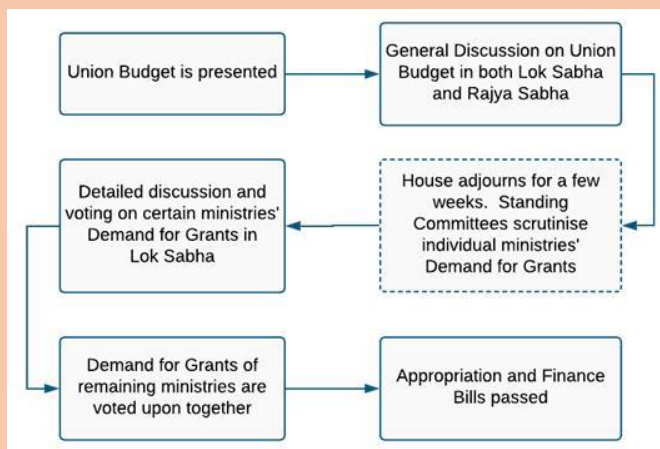 Union Budget is presented
General Discussion on Union
Budget in both Lok Sabha
and Rajya Sabha
House adjourns for a few
weeks. Standing
Committees scrutinise
individual ministries'
Demand for Grants
Detailed discussion and
voting on certain ministries'
Demand for Grants in
Lok Sabha
Demand for Grants of
remaining ministries are
voted upon together
Appropriation and Finance
Bills passed